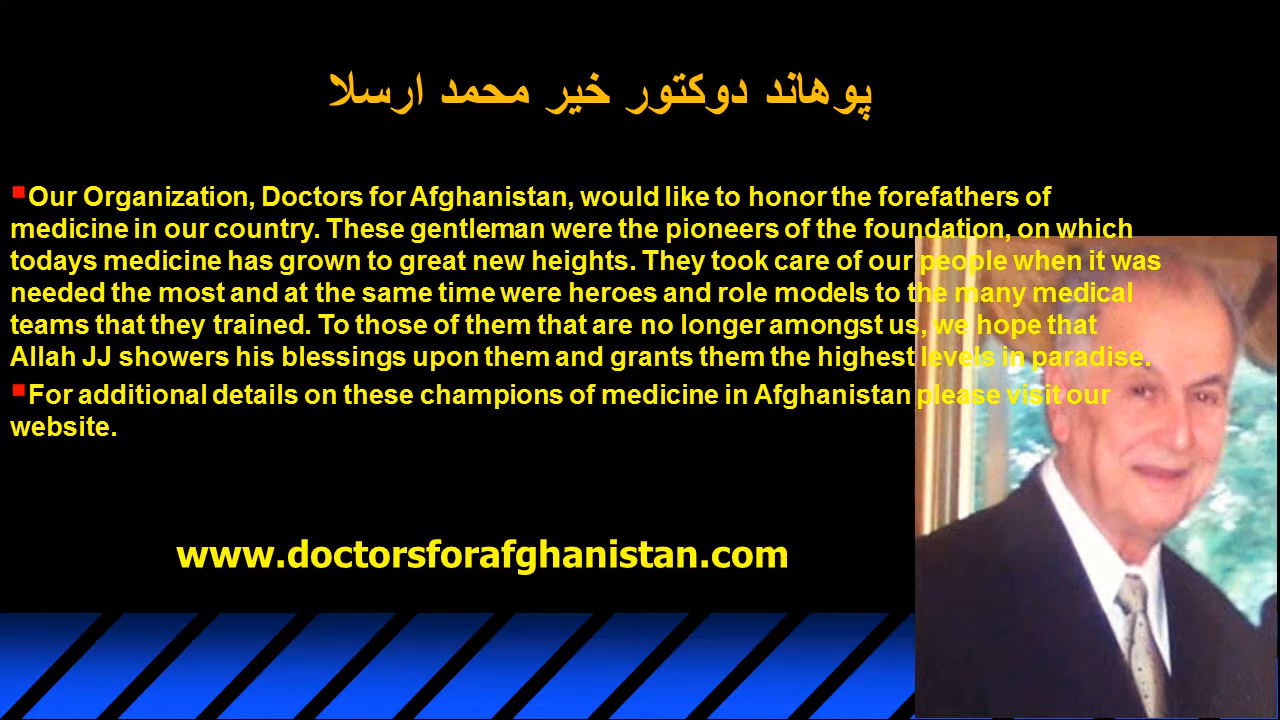 پوهاند دوکتور خیر محمد ارسلا
▪Our Organization, Doctors for Afghanistan, would like to honor the forefathers of
medicine in our country. These gentleman were the pioneers of the foundation, on which
todays medicine has grown to great new heights. They took care of our people when it was
needed the most and at the same time were heroes and role models to the many medical
teams that they trained. To those of them that are no longer amongst us, we hope that
Allah JJ showers his blessings upon them and grants them the highest levels in paradise.
▪For additional details on these champions of medicine in Afghanistan please visit our
website.
www.doctorsforafghanistan.com